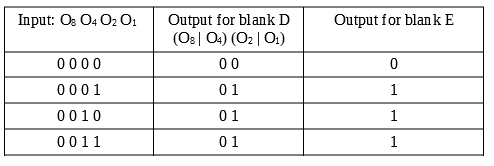 Input: O₈ O₄ O₂ O₁ Output for blank D Output for blank E
(O₈ | O₄) (O₂ | O₁)
0 0 0 0 0 0 0
0 0 0 1 0 1 1
0 0 1 0 0 1 1
0 0 1 1 0 1 1